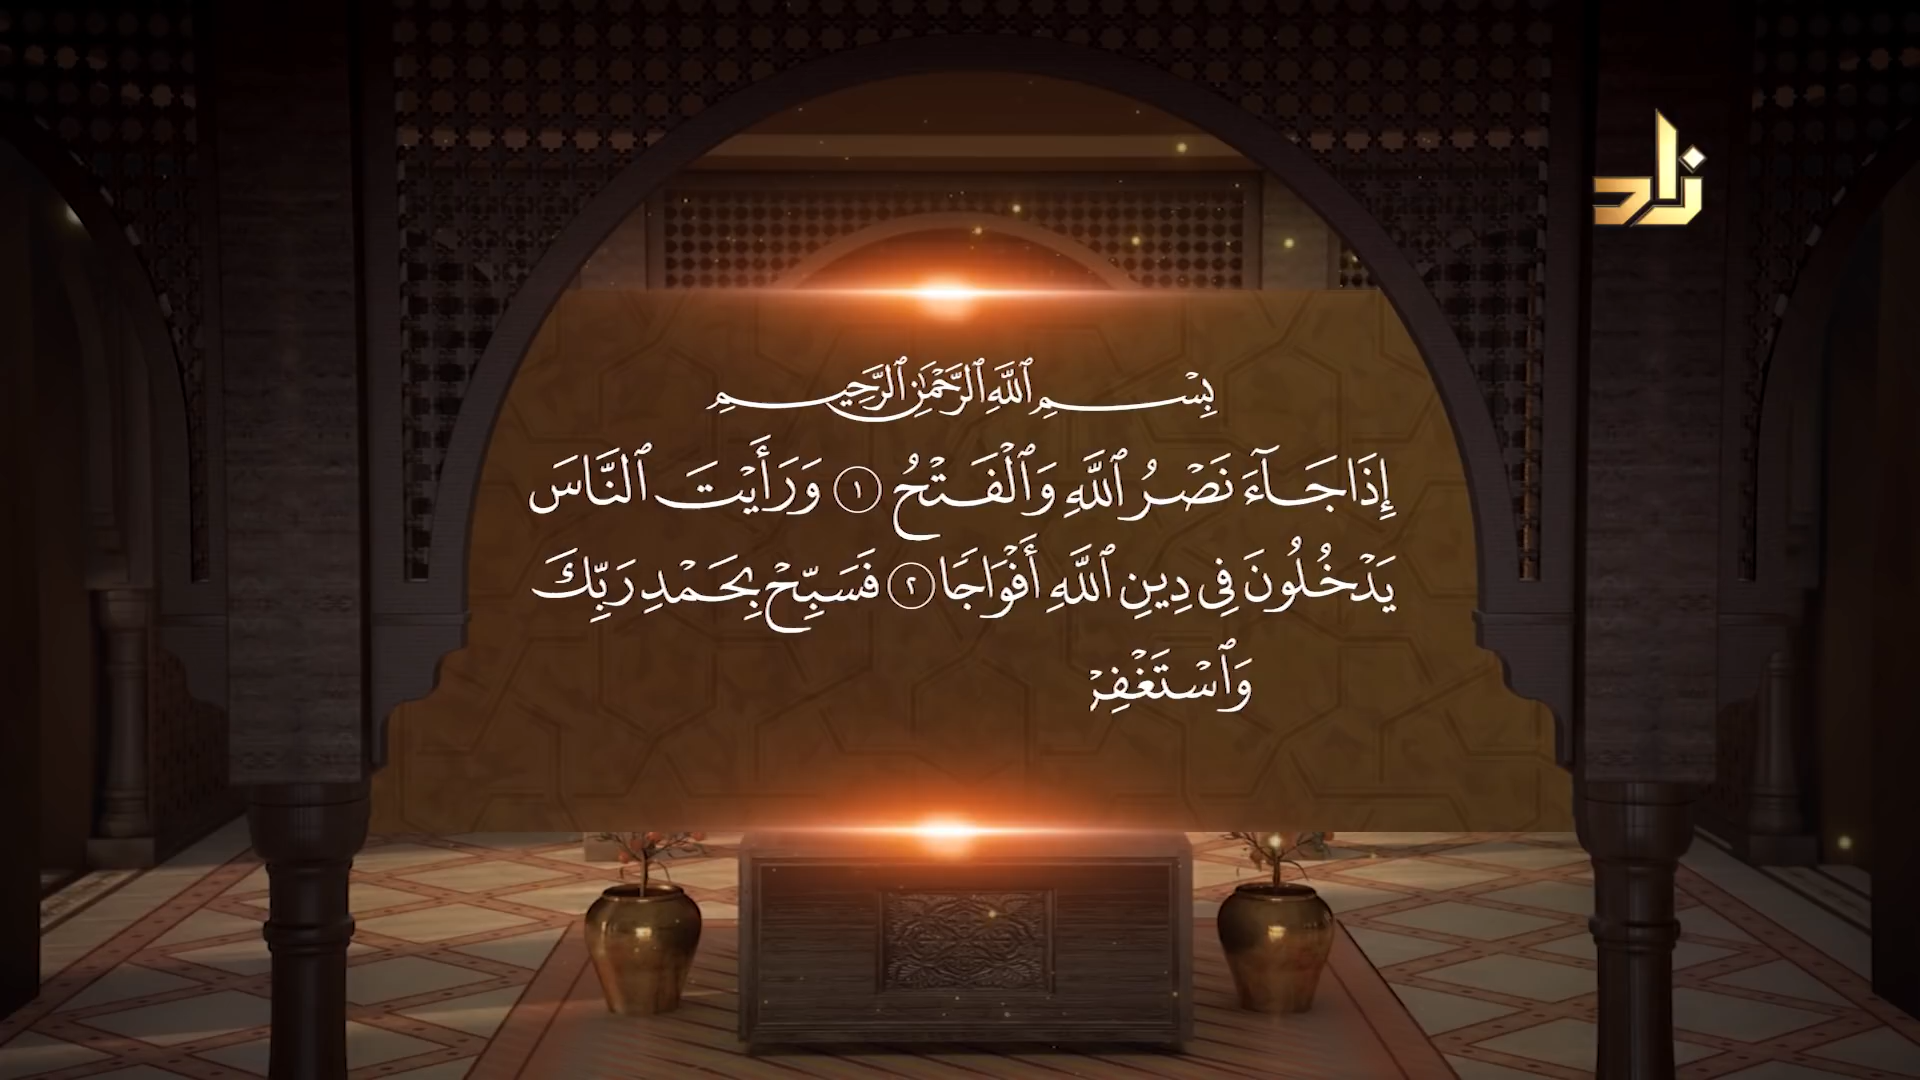 زاد
بِسْمِ ٱللَّهِ ٱلرَّحْمَٰنِ ٱلرَّحِيمِ
إِذَا جَآءَ نَصْرُ ٱللَّهِ وَٱلْفَتْحُ ١ وَرَأَيْتَ ٱلنَّاسَ
يَدْخُلُونَ فِى دِينِ ٱللَّهِ أَفْوَاجًا ٢ فَسَبِّحْ بِحَمْدِ رَبِّكَ
وَٱسْتَغْفِرْ